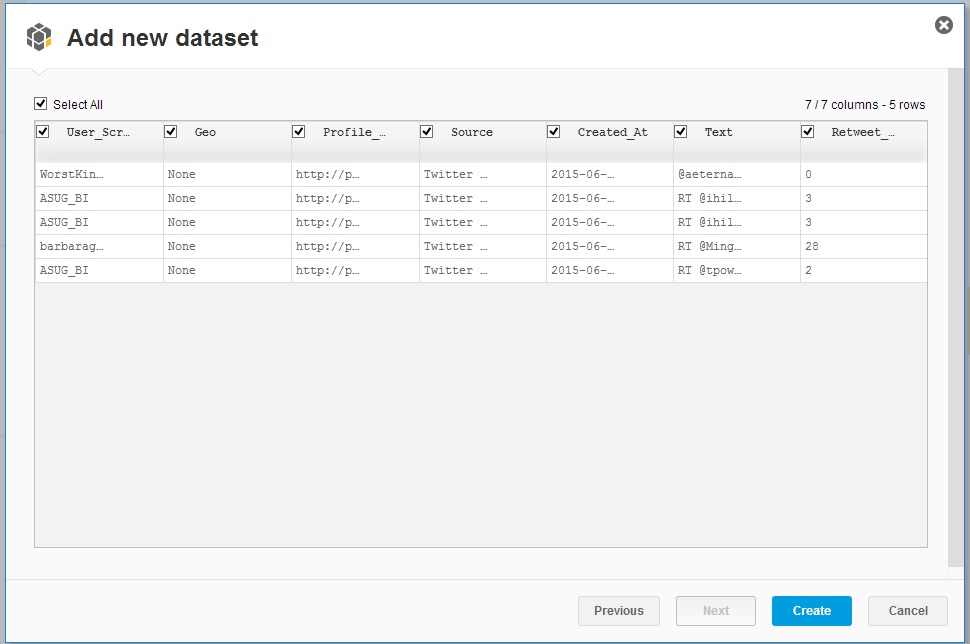 Add new dataset
Select All 7 / 7 columns - 5 rows
User_Scr… Geo Profile_… Source Created_At Text Retweet_…
WorstKin… None http://p… Twitter … 2015-06-… @aeterna… 0
ASUG_BI None http://p… Twitter … 2015-06-… RT @ihil… 3
ASUG_BI None http://p… Twitter … 2015-06-… RT @ihil… 3
barbarag… None http://p… Twitter … 2015-06-… RT @Ming… 28
ASUG_BI None http://p… Twitter … 2015-06-… RT @tpow… 2
Previous Next Create Cancel